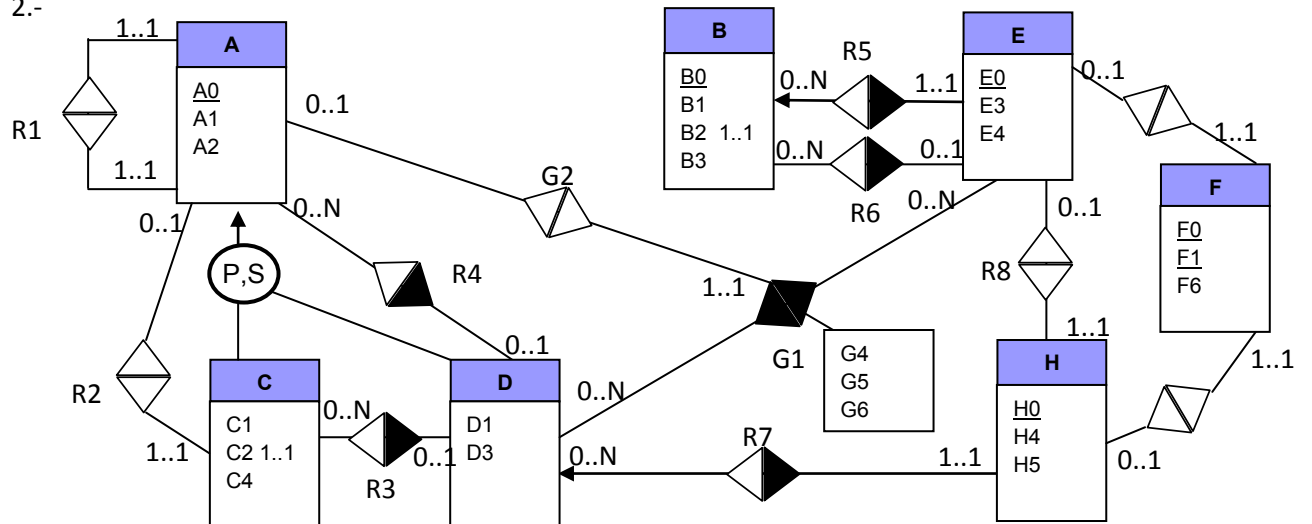 2.-
1..1
A
A0
A1
A2
R1
1..1
0..1
0..1
0..N
G2
B
B0
B1
B2 1..1
B3
0..N
R5
1..1
0..N
R6
0..1
E
E0
E3
E4
0..1
1..1
F
F0
F1
F6
0..N
0..1
R8
P,S
R4
1..1
G1
G4
G5
G6
1..1
1..1
R2
1..1
C
C1
C2 1..1
C4
0..N
R3
0..1
0..1
D
D1
D3
0..N
0..N
R7
1..1
H
H0
H4
H5
0..1